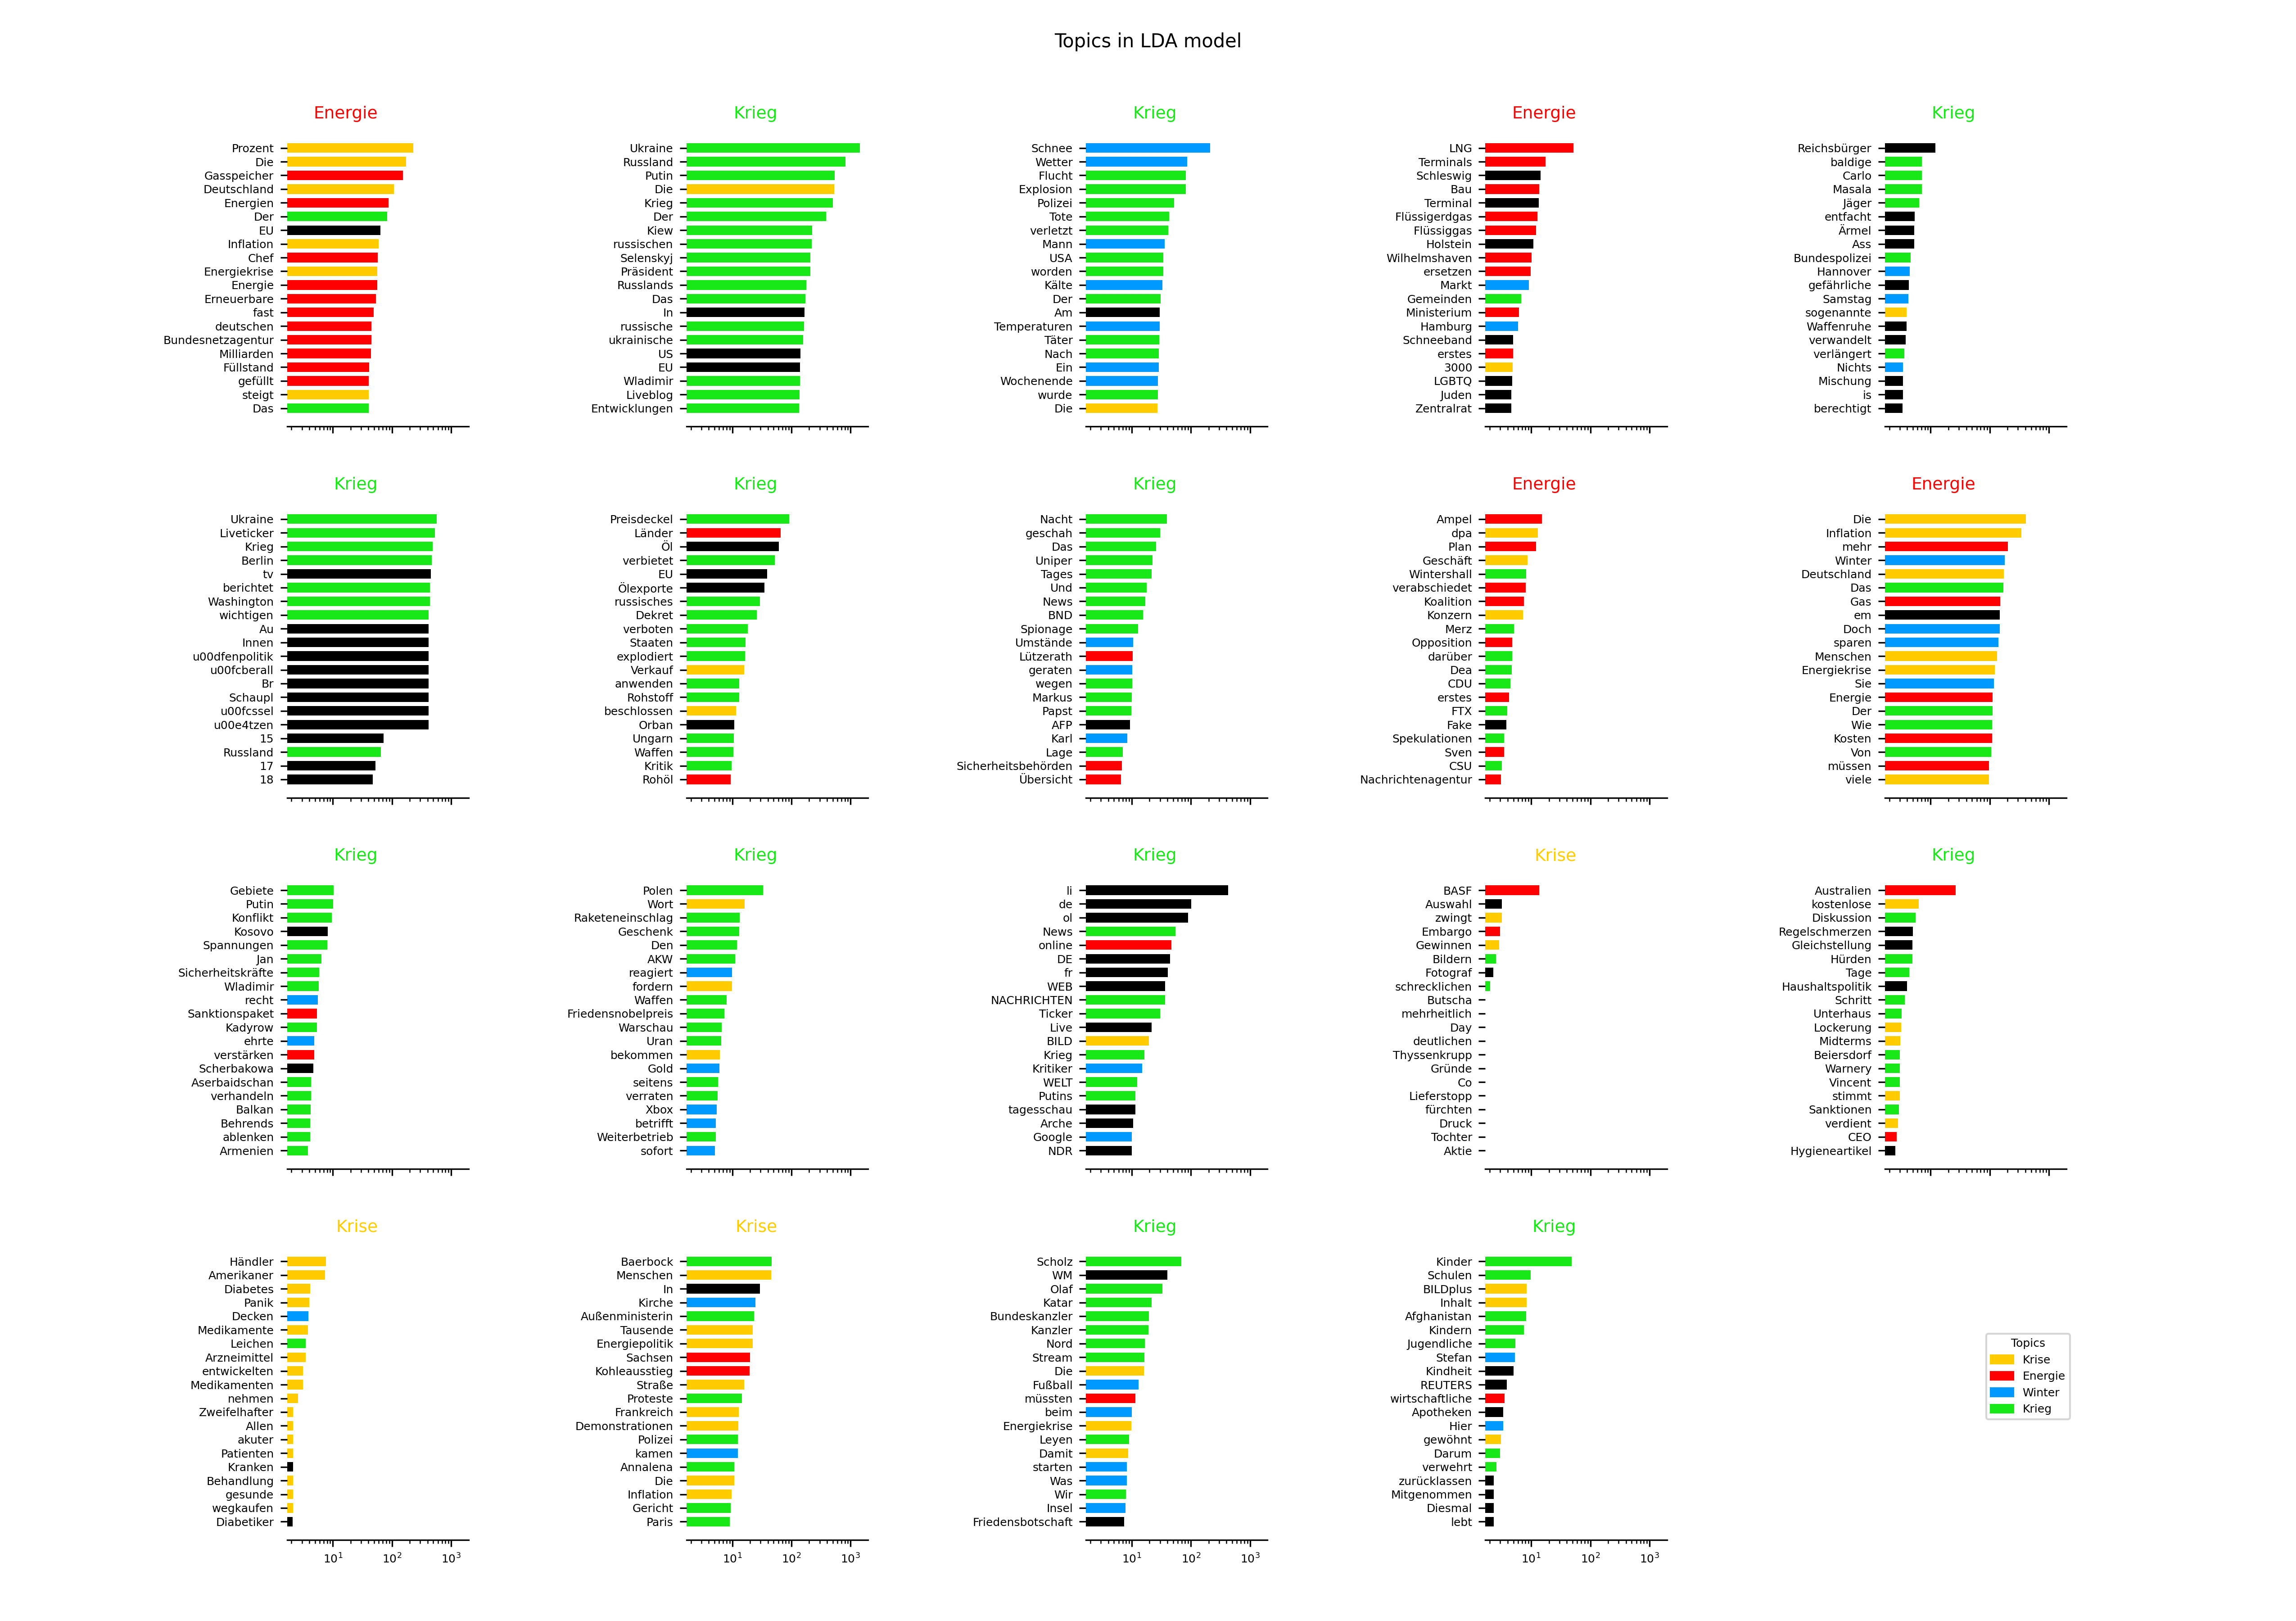 Topics in LDA model
Energie
Prozent
Die
Gasspeicher
Deutschland
Energien
Der
EU
Inflation
Chef
Energiekrise
Energie
Erneuerbare
fast
deutschen
Bundesnetzagentur
Milliarden
Füllstand
gefüllt
steigt
Das
Krieg
Ukraine
Russland
Putin
Die
Krieg
Der
Kiew
russischen
Selenskyj
Präsident
Russlands
Das
In
russische
ukrainische
US
EU
Wladimir
Liveblog
Entwicklungen
Krieg
Schnee
Wetter
Flucht
Explosion
Polizei
Tote
verletzt
Mann
USA
worden
Kälte
Der
Am
Temperaturen
Täter
Nach
Ein
Wochenende
wurde
Die
Energie
LNG
Terminals
Schleswig
Bau
Terminal
Flüssigerdgas
Flüssiggas
Holstein
Wilhelmshaven
ersetzen
Markt
Gemeinden
Ministerium
Hamburg
Schneeband
erstes
3000
LGBTQ
Juden
Zentralrat
Krieg
Reichsbürger
baldige
Carlo
Masala
Jäger
entfacht
Ärmel
Ass
Bundespolizei
Hannover
gefährliche
Samstag
sogenannte
Waffenruhe
verwandelt
verlängert
Nichts
Mischung
is
berechtigt
Krieg
Ukraine
Liveticker
Krieg
Berlin
tv
berichtet
Washington
wichtigen
Au
Innen
u00dfenpolitik
u00fcberall
Br
Schaupl
u00fcssel
u00e4tzen
15
Russland
17
18
Krieg
Preisdeckel
Länder
Öl
verbietet
EU
Ölexporte
russisches
Dekret
verboten
Staaten
explodiert
Verkauf
anwenden
Rohstoff
beschlossen
Orban
Ungarn
Waffen
Kritik
Rohöl
Krieg
Nacht
geschah
Das
Uniper
Tages
Und
News
BND
Spionage
Umstände
Lützerath
geraten
wegen
Markus
Papst
AFP
Karl
Lage
Sicherheitsbehörden
Übersicht
Energie
Ampel
dpa
Plan
Geschäft
Wintershall
verabschiedet
Koalition
Konzern
Merz
Opposition
darüber
Dea
CDU
erstes
FTX
Fake
Spekulationen
Sven
CSU
Nachrichtenagentur
Energie
Die
Inflation
mehr
Winter
Deutschland
Das
Gas
em
Doch
sparen
Menschen
Energiekrise
Sie
Energie
Der
Wie
Kosten
Von
müssen
viele
Krieg
Gebiete
Putin
Konflikt
Kosovo
Spannungen
Jan
Sicherheitskräfte
Wladimir
recht
Sanktionspaket
Kadyrow
ehrte
verstärken
Scherbakowa
Aserbaidschan
verhandeln
Balkan
Behrends
ablenken
Armenien
Krieg
Polen
Wort
Raketeneinschlag
Geschenk
Den
AKW
reagiert
fordern
Waffen
Friedensnobelpreis
Warschau
Uran
bekommen
Gold
seitens
verraten
Xbox
betrifft
Weiterbetrieb
sofort
Krieg
li
de
ol
News
online
DE
fr
WEB
NACHRICHTEN
Ticker
Live
BILD
Krieg
Kritiker
WELT
Putins
tagesschau
Arche
Google
NDR
Krise
BASF
Auswahl
zwingt
Embargo
Gewinnen
Bildern
Fotograf
schrecklichen
Butscha
mehrheitlich
Day
deutlichen
Thyssenkrupp
Gründe
Co
Lieferstopp
fürchten
Druck
Tochter
Aktie
Krieg
Australien
kostenlose
Diskussion
Regelschmerzen
Gleichstellung
Hürden
Tage
Haushaltspolitik
Schritt
Unterhaus
Lockerung
Midterms
Beiersdorf
Warnery
Vincent
stimmt
Sanktionen
verdient
CEO
Hygieneartikel
Krise
Händler
Amerikaner
Diabetes
Panik
Decken
Medikamente
Leichen
Arzneimittel
entwickelten
Medikamenten
nehmen
Zweifelhafter
Allen
akuter
Patienten
Kranken
Behandlung
gesunde
wegkaufen
Diabetiker
10¹ 10² 10³
Krise
Baerbock
Menschen
In
Kirche
Außenministerin
Tausende
Energiepolitik
Sachsen
Kohleausstieg
Straße
Proteste
Frankreich
Demonstrationen
Polizei
kamen
Annalena
Die
Inflation
Gericht
Paris
10¹ 10² 10³
Krieg
Scholz
WM
Olaf
Katar
Bundeskanzler
Kanzler
Nord
Stream
Die
Fußball
müssten
beim
Energiekrise
Leyen
Damit
starten
Was
Wir
Insel
Friedensbotschaft
10¹ 10² 10³
Krieg
Kinder
Schulen
BILDplus
Inhalt
Afghanistan
Kindern
Jugendliche
Stefan
Kindheit
REUTERS
wirtschaftliche
Apotheken
Hier
gewöhnt
Darum
verwehrt
zurücklassen
Mitgenommen
Diesmal
lebt
10¹ 10² 10³
Topics
Krise
Energie
Winter
Krieg